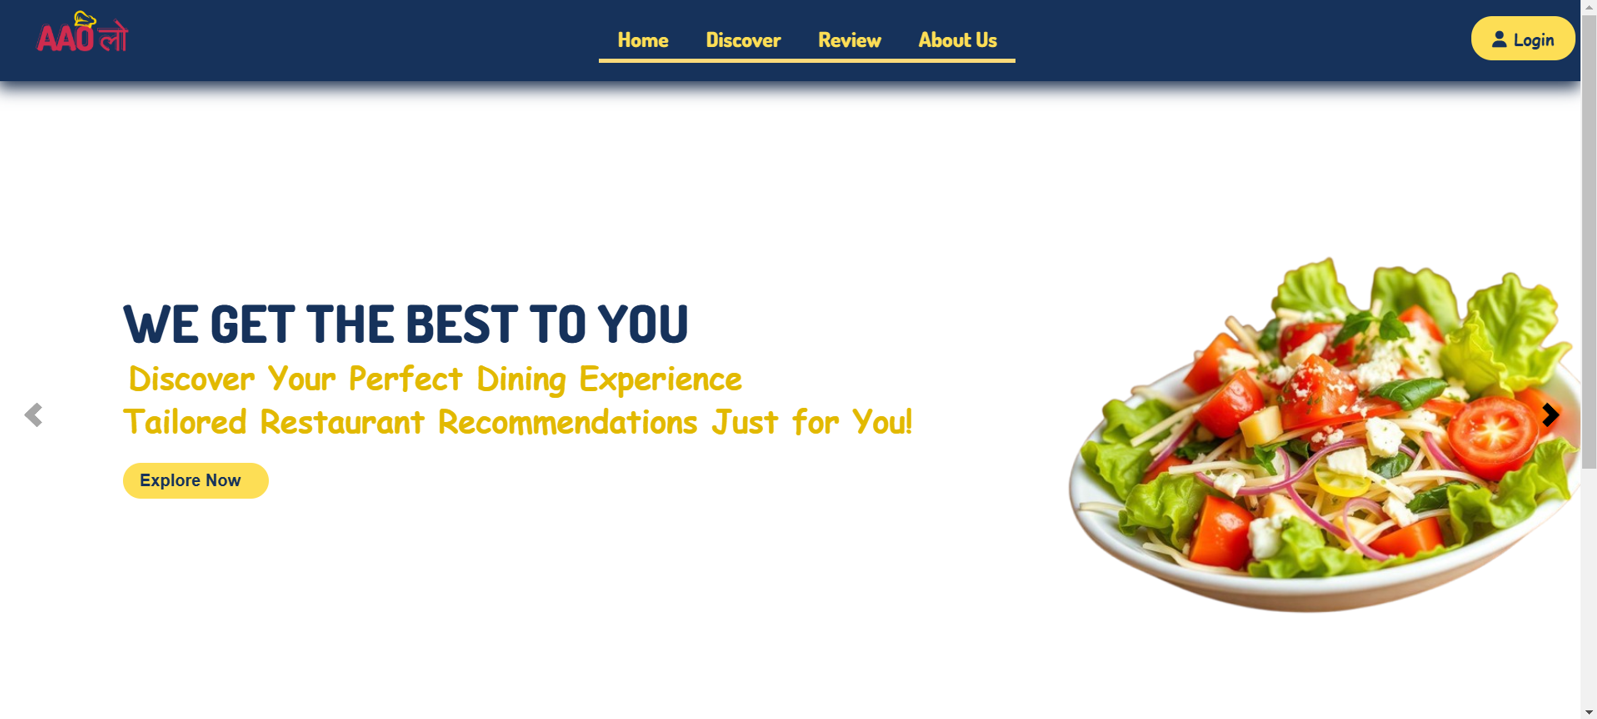 AAO लो
Home Discover Review About Us
Login
WE GET THE BEST TO YOU
Discover Your Perfect Dining Experience
Tailored Restaurant Recommendations Just for You!
Explore Now